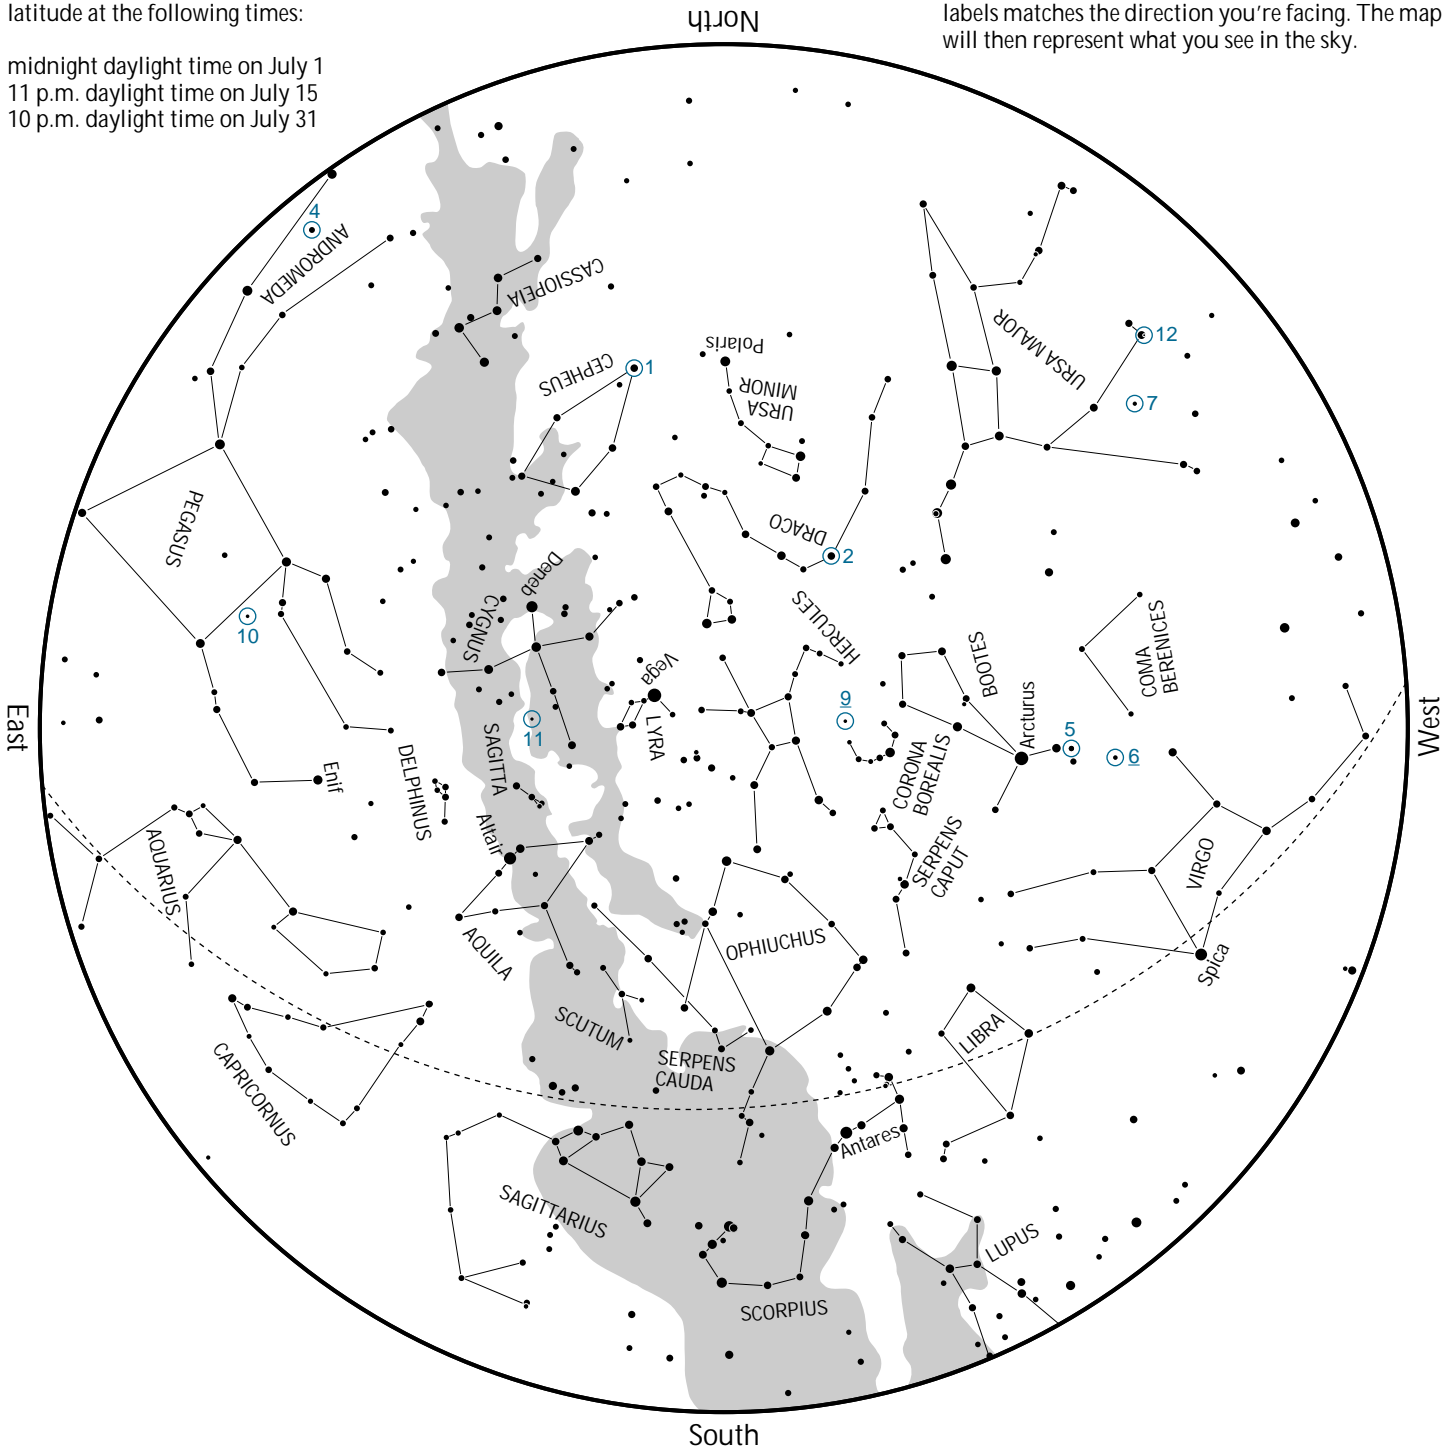 latitude at the following times:
midnight daylight time on July 1
11 p.m. daylight time on July 15
10 p.m. daylight time on July 31
North
labels matches the direction you're facing. The map
will then represent what you see in the sky.
4
ANDROMEDA
CASSIOPEIA
CEPHEUS
1
Polaris
URSA
MINOR
URSA MAJOR
12
7
PEGASUS
DRACO
2
Deneb
CYGNUS
10
HERCULES
BOOTES
COMA
BERENICES
Vega
LYRA
9
Arcturus
5
6
East
West
SAGITTA
11
Enif
DELPHINUS
CORONA
BOREALIS
Altair
AQUARIUS
SERPENS
CAPUT
VIRGO
AQUILA
OPHIUCHUS
Spica
SCUTUM
LIBRA
CAPRICORNUS
SERPENS
CAUDA
Antares
SAGITTARIUS
LUPUS
SCORPIUS
South